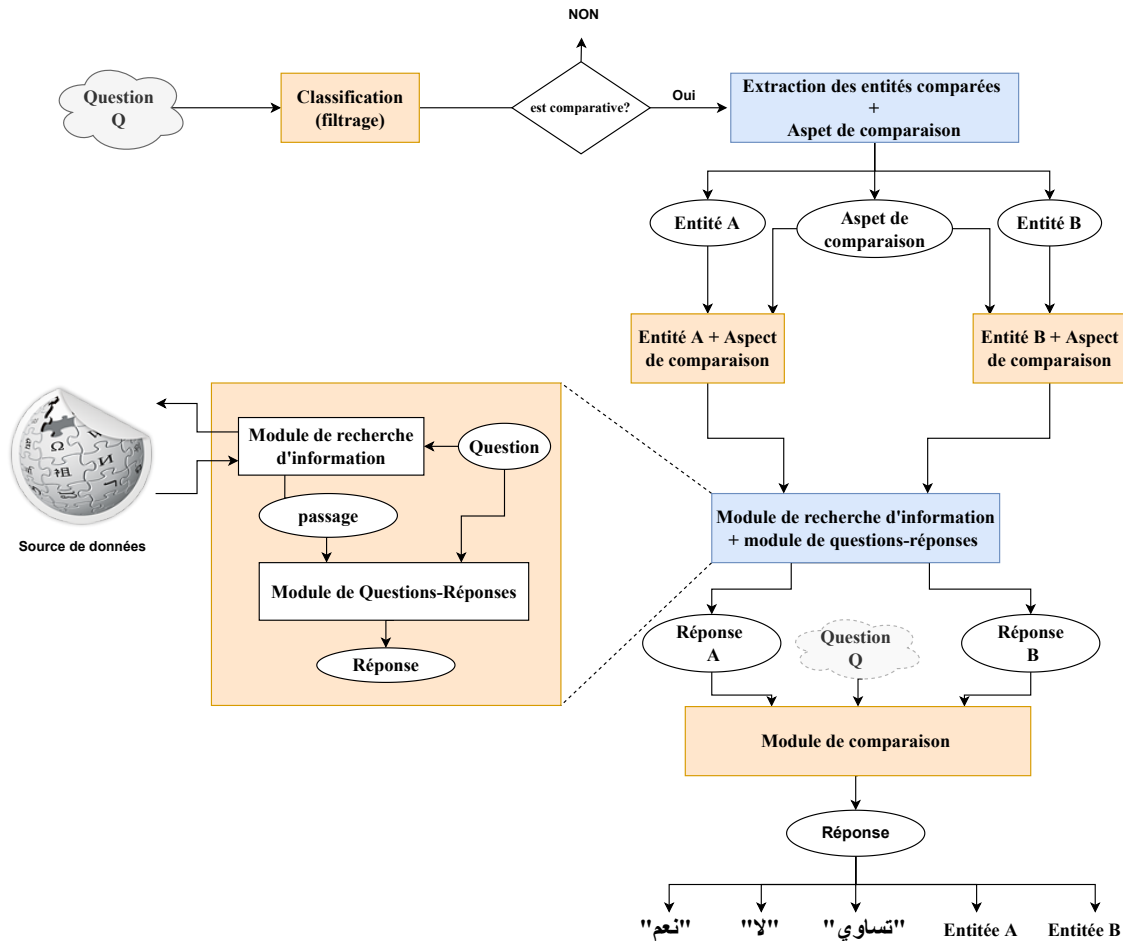 NON
Question
Q
Classification
(filtrage)
est comparative?
Oui
Extraction des entités comparées
+
Aspet de comparaison
Entité A
Aspet de
comparaison
Entité B
Entité A + Aspect
de comparaison
Entité B + Aspect
de comparaison
Module de recherche
d'information
Question
passage
Module de Questions-Réponses
Réponse
Ω
И
祖
Source de données
Module de recherche d'information
+ module de questions-réponses
Réponse
A
Question
Q
Réponse
B
Module de comparaison
Réponse
"نعم"
"لا"
"تساوي"
Entitée A
Entitée B